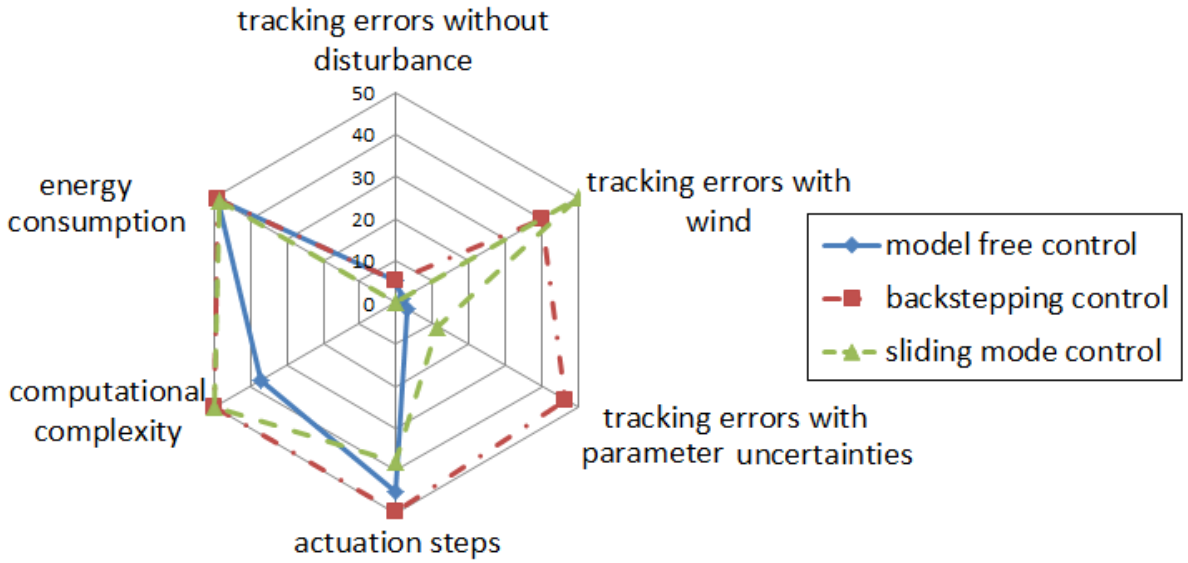 tracking errors without
disturbance
50
40
30
20
10
0
energy
consumption
tracking errors with
wind
model free control
backstepping control
sliding mode control
computational
complexity
tracking errors with
parameter uncertainties
actuation steps